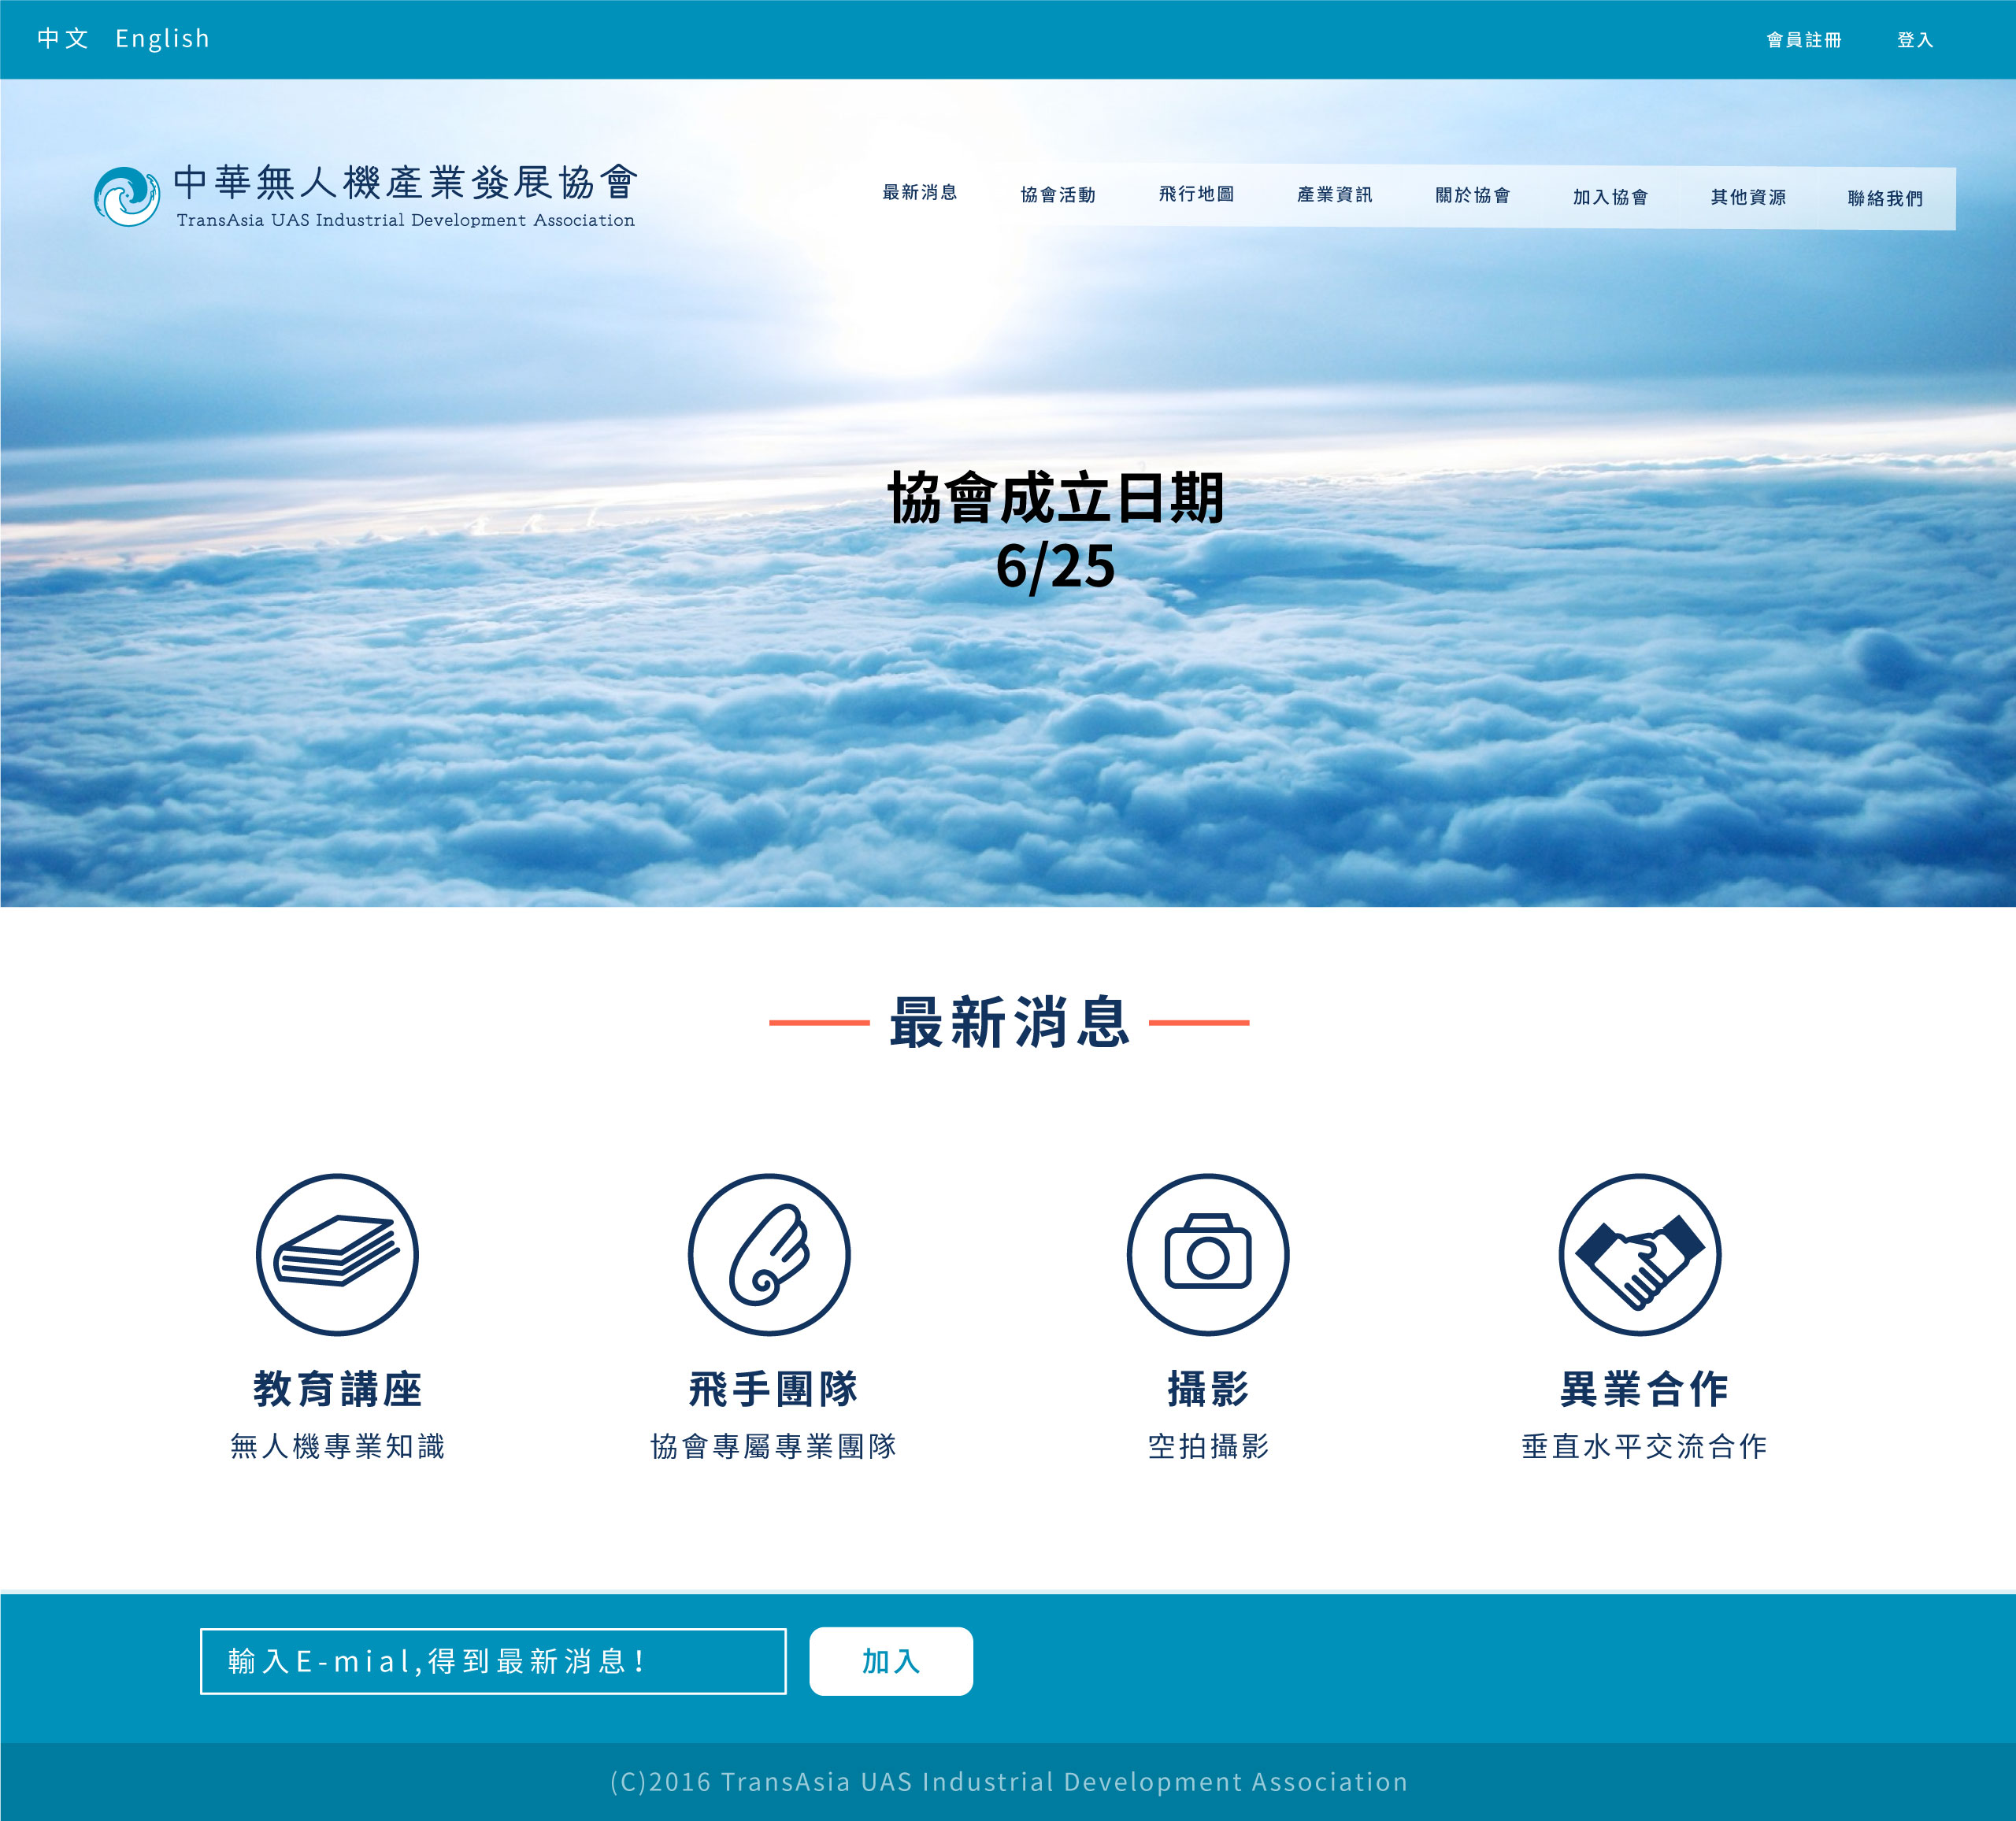 中文 English
會員註冊 登入
中華無人機產業發展協會
TransAsia UAS Industrial Development Association
最新消息 協會活動 飛行地圖 產業資訊 關於協會 加入協會 其他資源 聯絡我們
協會成立日期
6/25
最新消息
教育講座 飛手團隊 攝影 異業合作
無人機專業知識 協會專屬專業團隊 空拍攝影 垂直水平交流合作
輸入E-mial,得到最新消息!
加入
(C)2016 TransAsia UAS Industrial Development Association